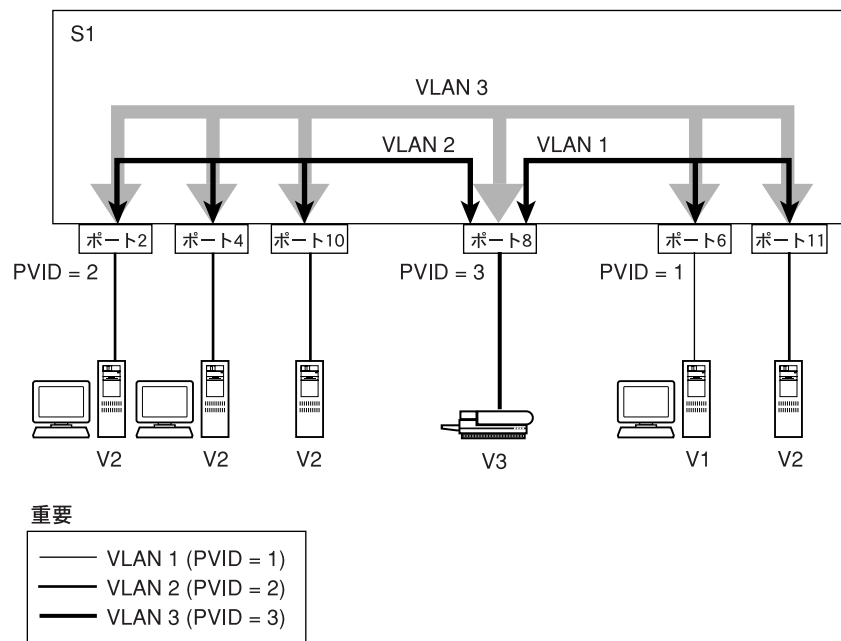 S1
VLAN 3
VLAN 2
VLAN 1
ポート2
ポート4
ポート10
ポート8
ポート6
ポート11
PVID = 2
PVID = 3
PVID = 1
V2
V2
V2
V3
V1
V2
重要
VLAN 1 (PVID = 1)
VLAN 2 (PVID = 2)
VLAN 3 (PVID = 3)